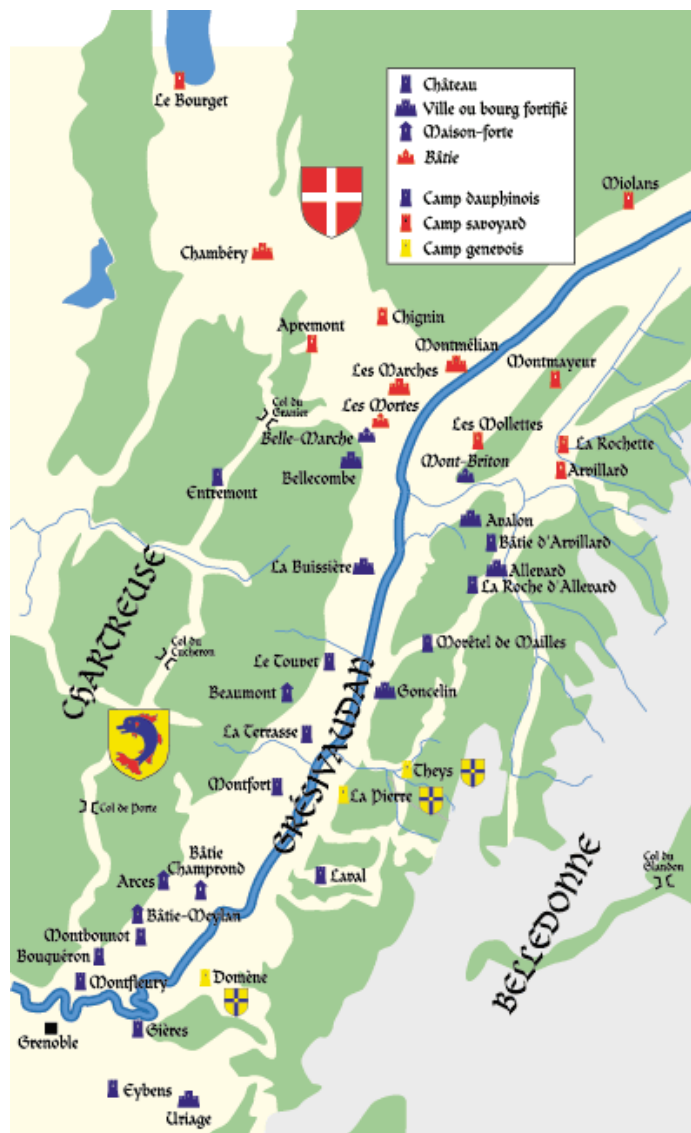 Le Bourget
Château
Ville ou bourg fortifié
Maison-forte
Bâtie
Camp dauphinois
Camp savoyard
Camp genevois
Miolans
Chambéry
Chignin
Apremont
Montmélian
Les Marches
Montmayeur
Les Mortes
Col du
Granier
Belle-Marche
Les Mollettes
La Rochette
Bellecombe
Mont-Briton
Arvillard
Entremont
Avalon
Bâtie d'Arvillard
La Buissière
Allevard
La Roche d'Allevard
CHARTREUSE
Col du
Cucheron
Morêtel de Mailles
Le Touvet
Beaumont
Goncelin
GRÉSIVAUDAN
La Terrasse
Theys
Montfort
La Pierre
Col de Porte
Bâtie
Champrond
Arces
Laval
BELLEDONNE
Col du
Glandon
Bâtie-Meylan
Montbonnot
Bouquéron
Montfleury
Domène
Grenoble
Gières
Eybens
Uriage